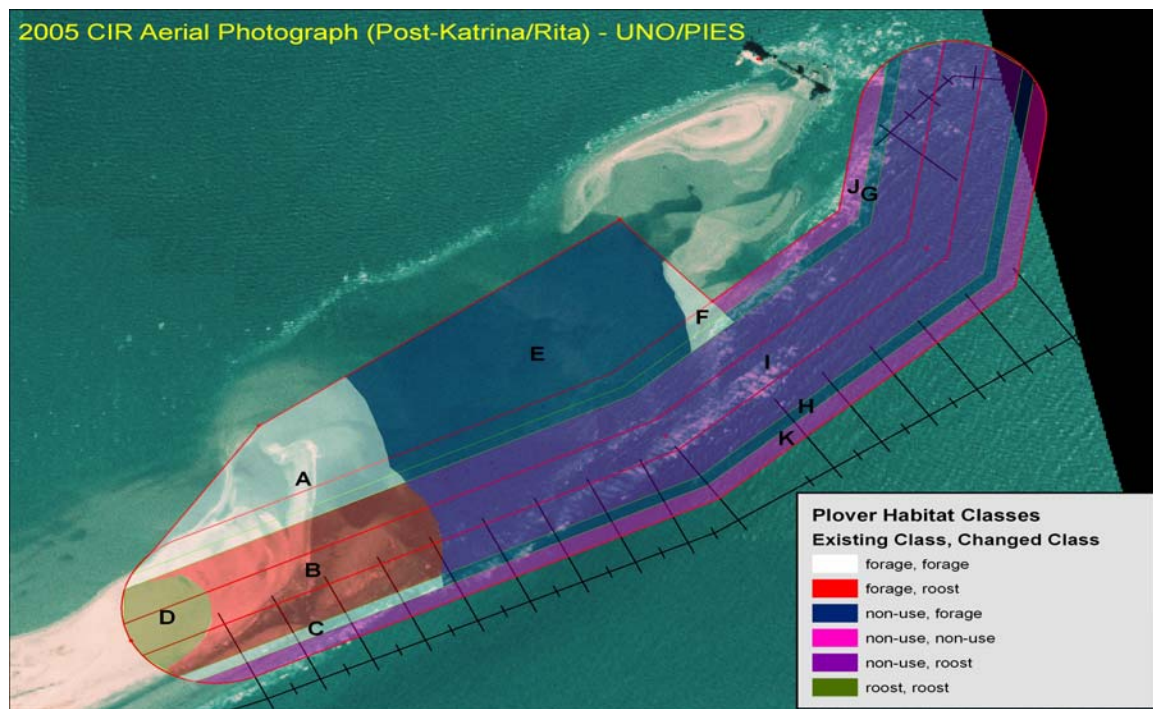 2005 CIR Aerial Photograph (Post-Katrina/Rita) - UNO/PIES
J G
F
E
I
A
H
K
B
D
C
Plover Habitat Classes
Existing Class, Changed Class
forage, forage
forage, roost
non-use, forage
non-use, non-use
non-use, roost
roost, roost